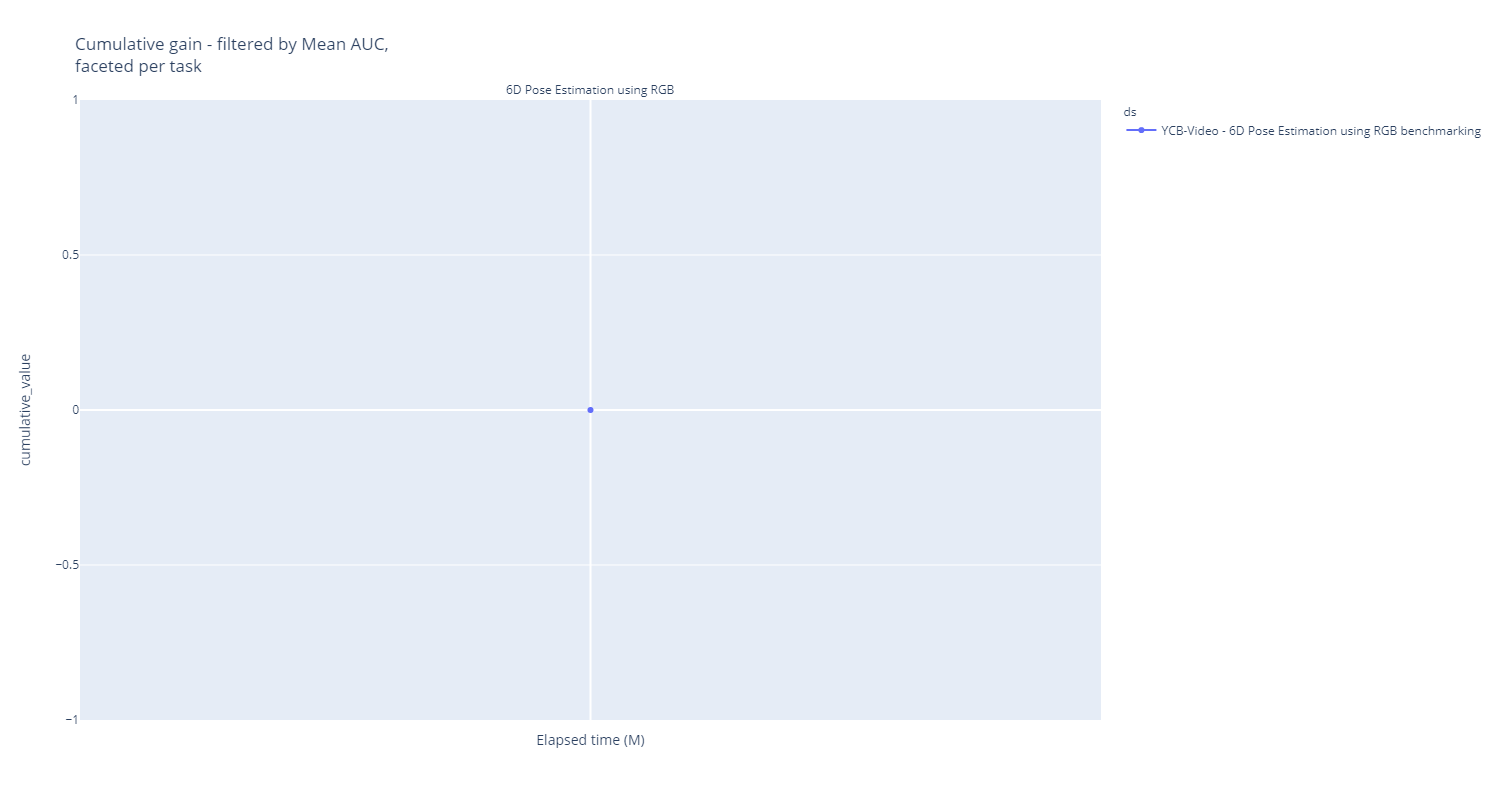 Cumulative gain - filtered by Mean AUC,
faceted per task
6D Pose Estimation using RGB
ds
YCB-Video - 6D Pose Estimation using RGB benchmarking
1
0.5
0
−0.5
−1
cumulative_value
Elapsed time (M)